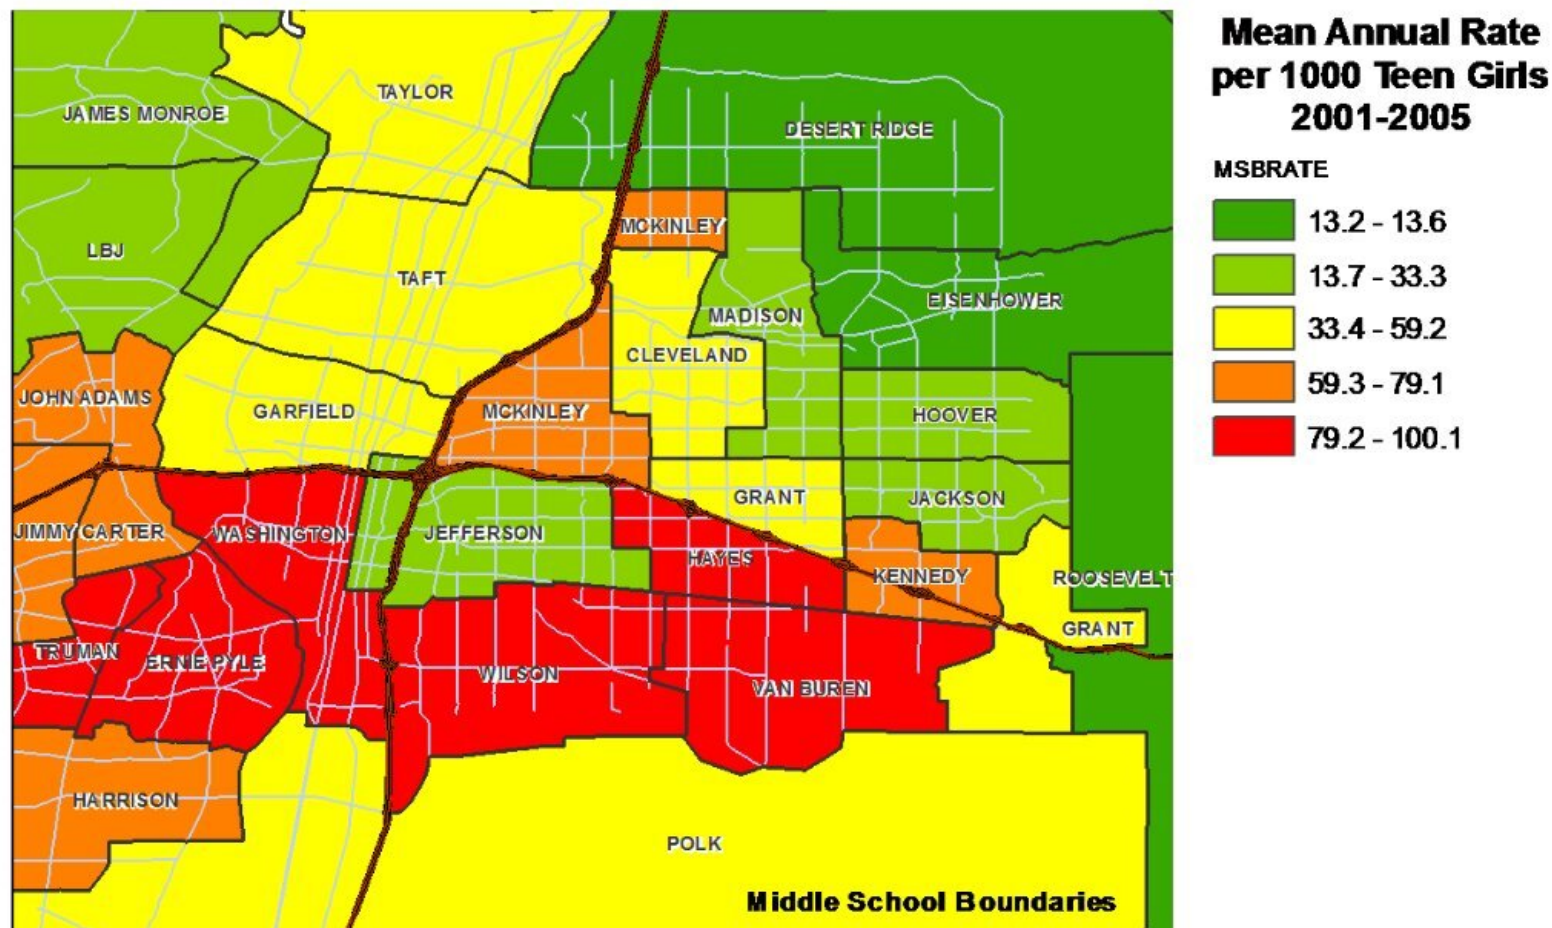 Mean Annual Rate
per 1000 Teen Girls
2001-2005
MSBRATE
13.2 - 13.6
13.7 - 33.3
33.4 - 59.2
59.3 - 79.1
79.2 - 100.1
TAYLOR
JAMES MONROE
DESERT RIDGE
MCKINLEY
LBJ
TAFT
EISENHOWER
MADISON
CLEVELAND
JOHN ADAMS
GARFIELD
MCKINLEY
HOOVER
GRANT
JACKSON
JIMMY CARTER
WASHINGTON
JEFFERSON
HAYES
KENNEDY
ROOSEVELT
GRANT
TRUMAN
ERNIE PYLE
WILSON
VAN BUREN
HARRISON
POLK
Middle School Boundaries